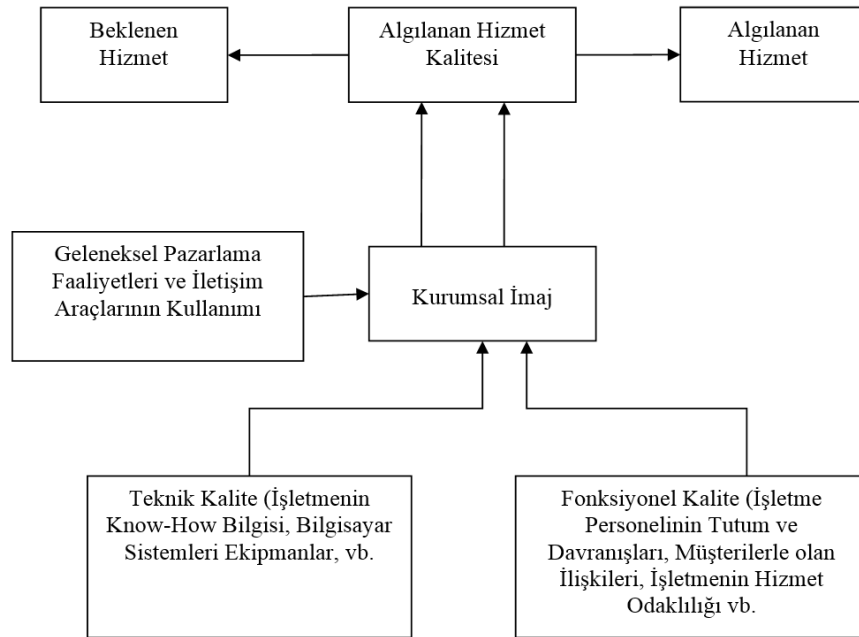 Beklenen
Hizmet
Algılanan Hizmet
Kalitesi
Algılanan
Hizmet
Geleneksel Pazarlama
Faaliyetleri ve İletişim
Araçlarının Kullanımı
Kurumsal İmaj
Teknik Kalite (İşletmenin
Know-How Bilgisi, Bilgisayar
Sistemleri Ekipmanlar, vb.
Fonksiyonel Kalite (İşletme
Personelinin Tutum ve
Davranışları, Müşterilerle olan
İlişkileri, İşletmenin Hizmet
Odaklılığı vb.